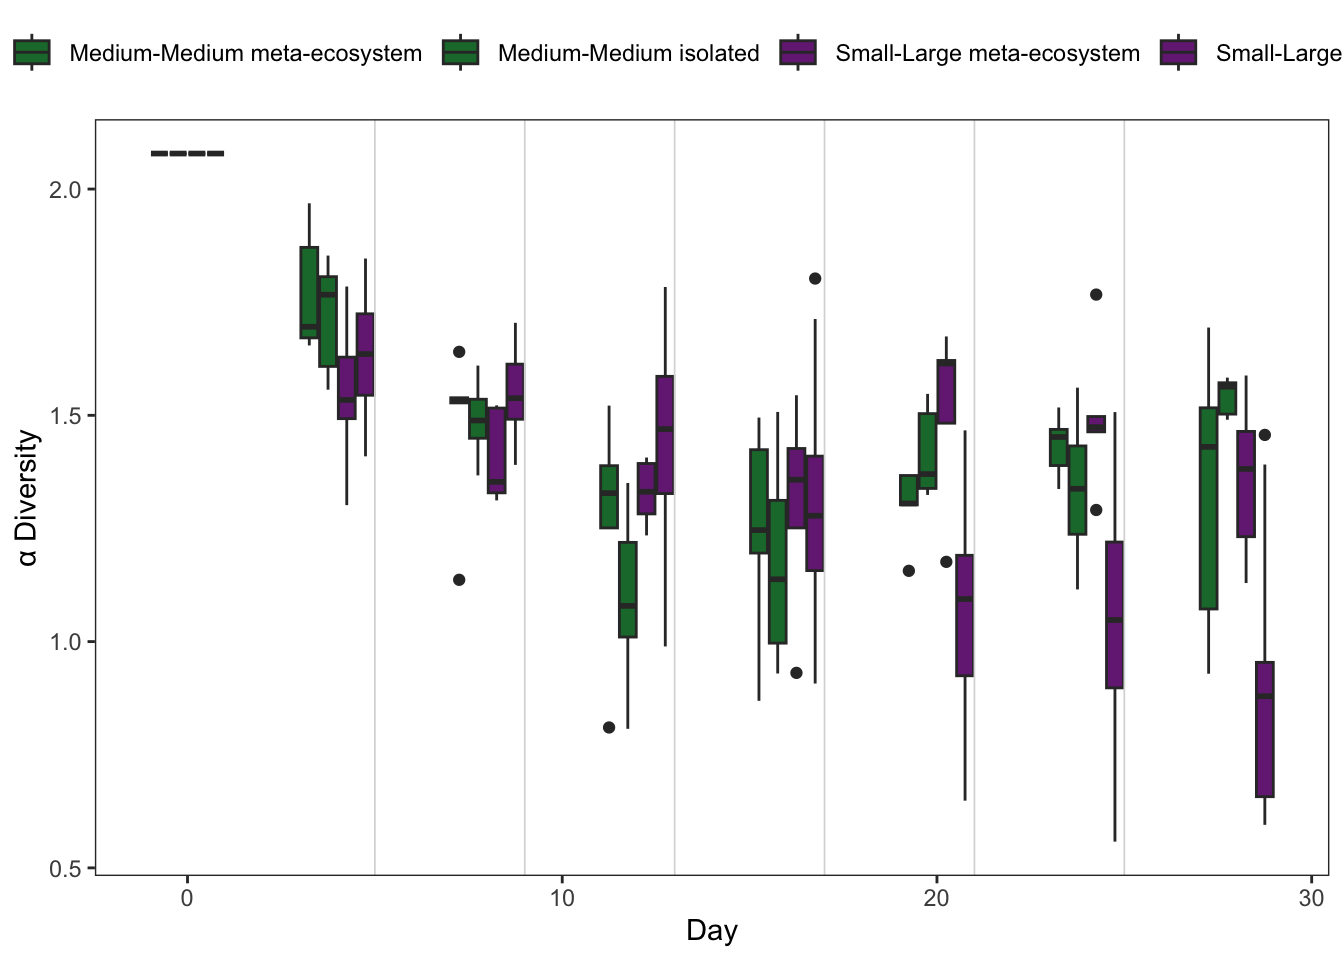 Medium-Medium meta-ecosystem Medium-Medium isolated Small-Large meta-ecosystem Small-Large
2.0
1.5
1.0
0.5
α Diversity
0 10 20 30
Day